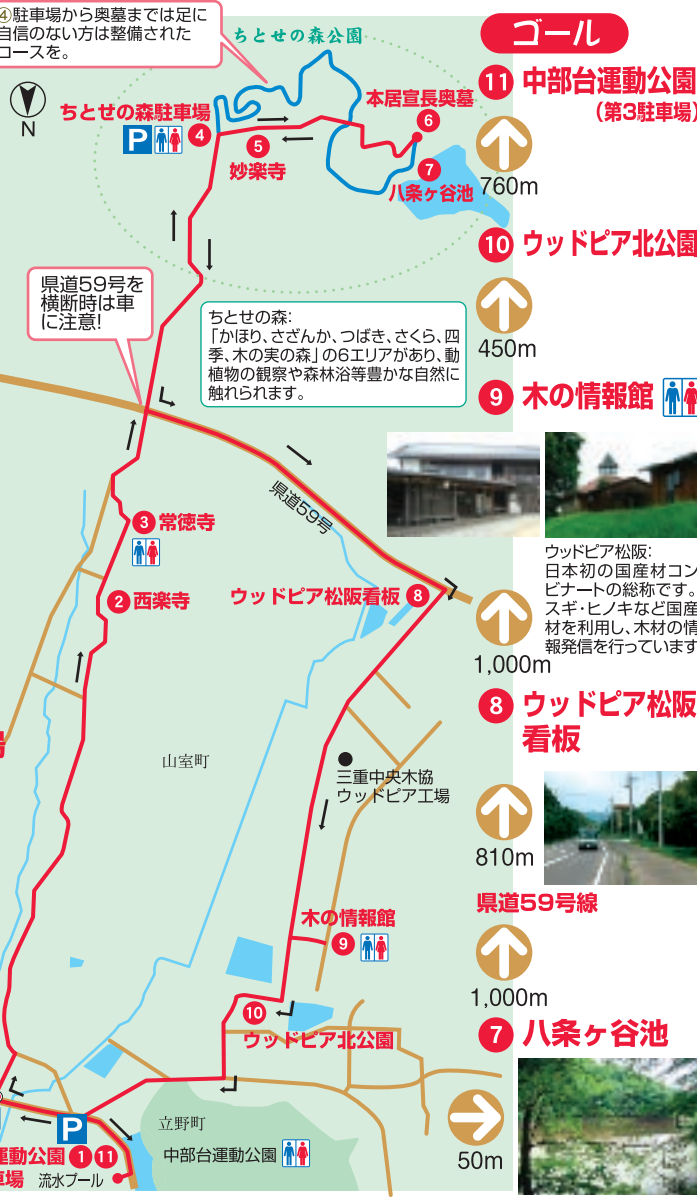 ④駐車場から奥墓までは足に
自信のない方は整備された
コースを。
ちとせの森公園
N
ちとせの森駐車場
P
4
5
妙楽寺
本居宣長奥墓
6
7
八条ヶ谷池
県道59号を
横断時は車
に注意!
ちとせの森:
「かほり、さざんか、つばき、さくら、四
季、木の実の森」の6エリアがあり、動
植物の観察や森林浴等豊かな自然に
触れられます。
県道59号
3 常徳寺
2 西楽寺
ウッドピア松阪看板 8
山室町
三重中央木協
ウッドピア工場
木の情報館
9
10
ウッドピア北公園
P
立野町
運動公園 1 11
車場 流水プール
中部台運動公園
ゴール
11 中部台運動公園
(第3駐車場)
760m
10 ウッドピア北公園
450m
9 木の情報館
ウッドピア松阪:
日本初の国産材コン
ビナートの総称です。
スギ・ヒノキなど国産
材を利用し、木材の情
報発信を行っています
1,000m
8 ウッドピア松阪
看板
810m
県道59号線
1,000m
7 八条ヶ谷池
50m